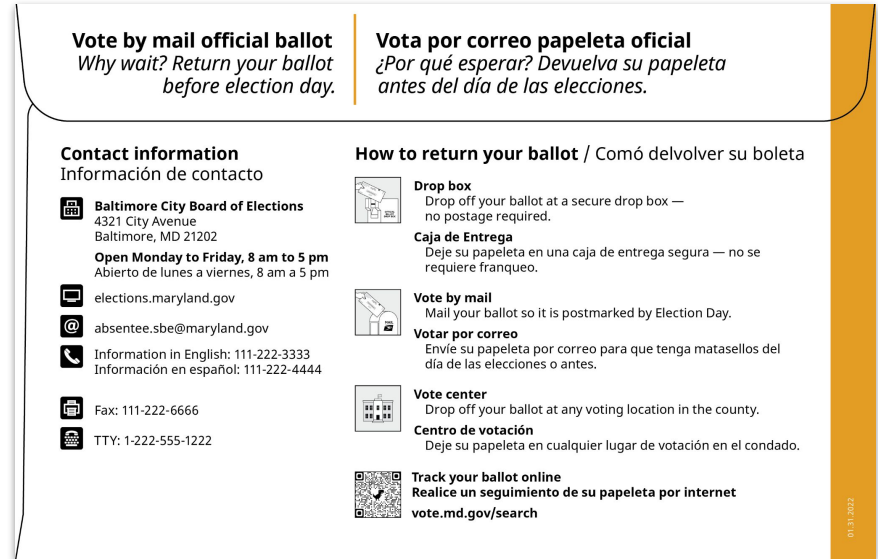 Vote by mail official ballot
Why wait? Return your ballot
before election day.
Vota por correo papeleta oficial
¿Por qué esperar? Devuelva su papeleta
antes del día de las elecciones.
Contact information
Información de contacto
Baltimore City Board of Elections
4321 City Avenue
Baltimore, MD 21202
Open Monday to Friday, 8 am to 5 pm
Abierto de lunes a viernes, 8 am a 5 pm
elections.maryland.gov
@
absentee.sbe@maryland.gov
Information in English: 111-222-3333
Información en español: 111-222-4444
Fax: 111-222-6666
TTY: 1-222-555-1222
How to return your ballot / Comó delvolver su boleta
Drop box
Drop off your ballot at a secure drop box —
no postage required.
Caja de Entrega
Deje su papeleta en una caja de entrega segura — no se
requiere franqueo.
Vote by mail
Mail your ballot so it is postmarked by Election Day.
Votar por correo
Envíe su papeleta por correo para que tenga matasellos del
día de las elecciones o antes.
Vote center
Drop off your ballot at any voting location in the county.
Centro de votación
Deje su papeleta en cualquier lugar de votación en el condado.
Track your ballot online
Realice un seguimiento de su papeleta por internet
vote.md.gov/search
01.31.2022